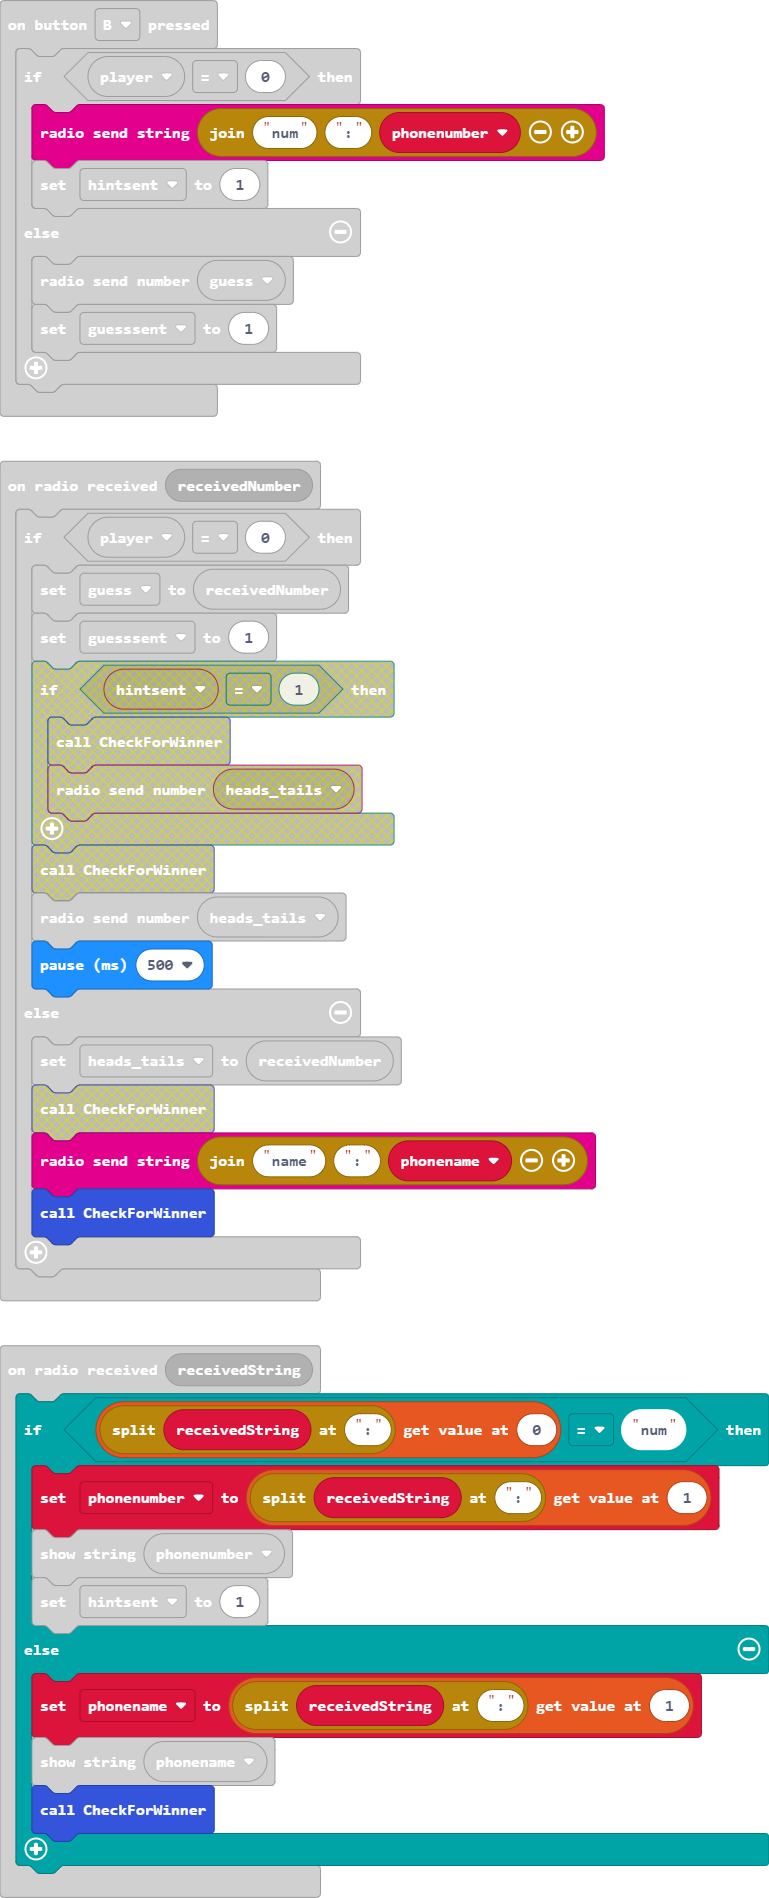 on button B pressed
if player = 0 then
radio send string join "num" ":" phonenumber
set hintsent to 1
else
radio send number guess
set guesssent to 1
on radio received receivedNumber
if player = 0 then
set guess to receivedNumber
set guesssent to 1
if hintsent = 1 then
call CheckForWinner
radio send number heads_tails
call CheckForWinner
radio send number heads_tails
pause (ms) 500
else
set heads_tails to receivedNumber
call CheckForWinner
radio send string join "name" ":" phonename
call CheckForWinner
on radio received receivedString
if split receivedString at ":" get value at 0 = "num" then
set phonenumber to split receivedString at ":" get value at 1
show string phonenumber
set hintsent to 1
else
set phonename to split receivedString at ":" get value at 1
show string phonename
call CheckForWinner